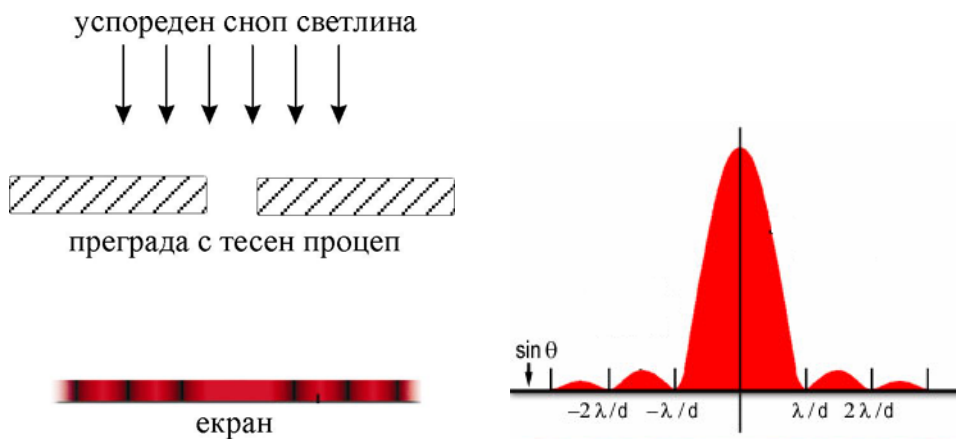 успореден сноп светлина
преграда с тесен процеп
екран
sin θ
−2 λ/d −λ/d λ/d 2 λ/d